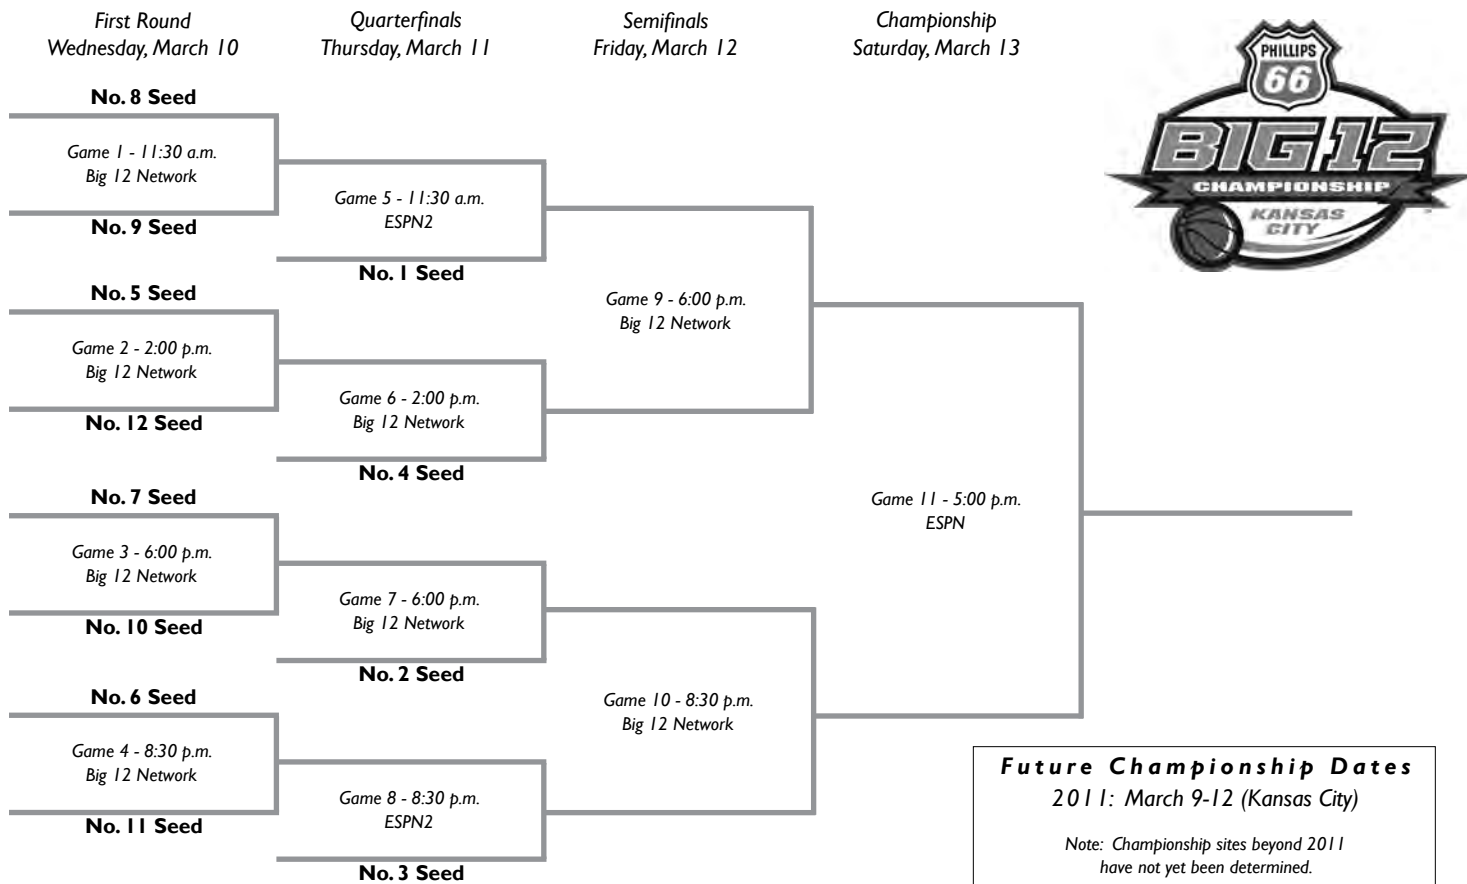 First Round
Wednesday, March 10
Quarterfinals
Thursday, March 11
Semifinals
Friday, March 12
Championship
Saturday, March 13
PHILLIPS
66
BIG 12
CHAMPIONSHIP
KANSAS
CITY
™
No. 8 Seed
Game 1 - 11:30 a.m.
Big 12 Network
No. 9 Seed
No. 5 Seed
Game 2 - 2:00 p.m.
Big 12 Network
No. 12 Seed
No. 7 Seed
Game 3 - 6:00 p.m.
Big 12 Network
No. 10 Seed
No. 6 Seed
Game 4 - 8:30 p.m.
Big 12 Network
No. 11 Seed
Game 5 - 11:30 a.m.
ESPN2
No. 1 Seed
Game 6 - 2:00 p.m.
Big 12 Network
No. 4 Seed
Game 7 - 6:00 p.m.
Big 12 Network
No. 2 Seed
Game 8 - 8:30 p.m.
ESPN2
No. 3 Seed
Game 9 - 6:00 p.m.
Big 12 Network
Game 10 - 8:30 p.m.
Big 12 Network
Game 11 - 5:00 p.m.
ESPN
Future Championship Dates
2011: March 9-12 (Kansas City)
Note: Championship sites beyond 2011
have not yet been determined.